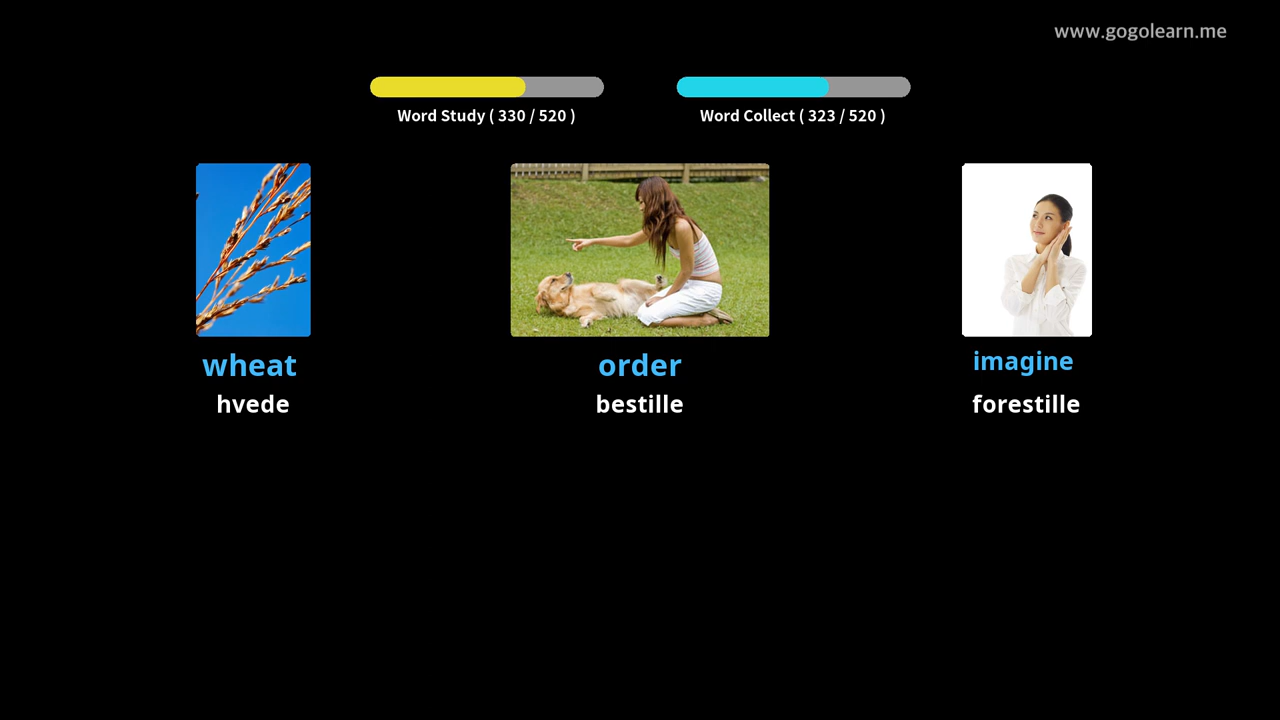 www.gogolearn.me
Word Study ( 330 / 520 )
Word Collect ( 323 / 520 )
wheat
hvede
order
bestille
imagine
forestille